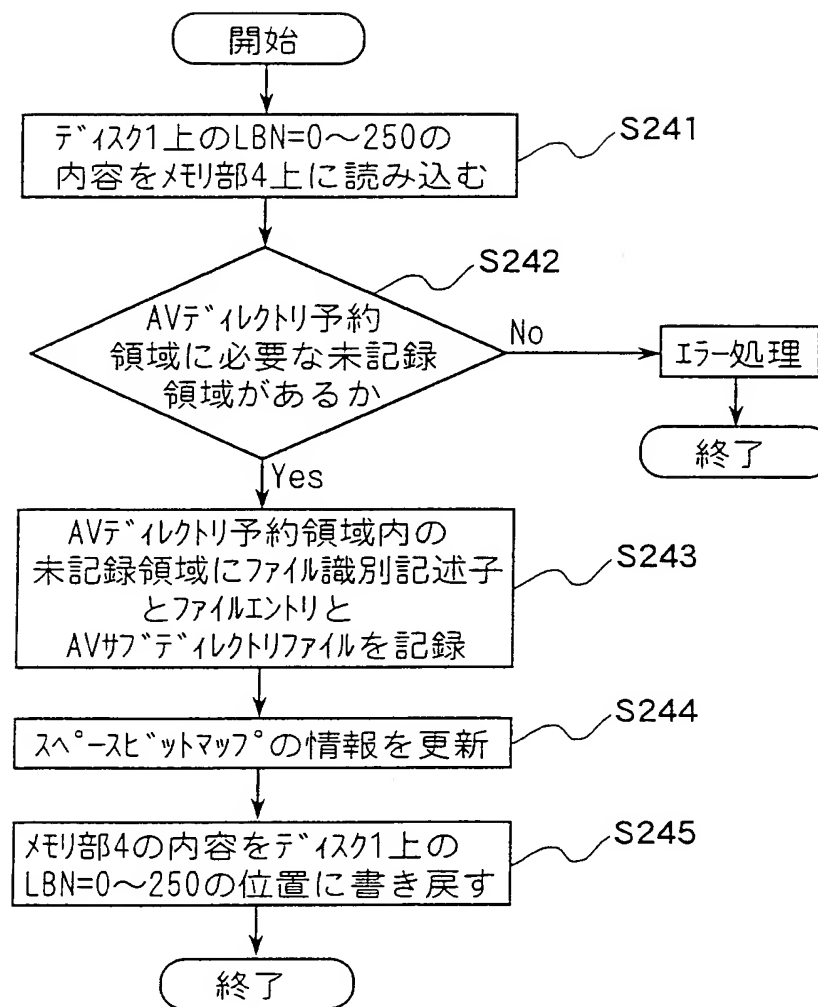 開始
ディスク1上のLBN=0～250の
内容をメモリ部4上に読み込む
S241
S242
AVディレクトリ予約
領域に必要な未記録
領域があるか
No
エラー処理
終了
Yes
AVディレクトリ予約領域内の
未記録領域にファイル識別記述子
とファイルエントリと
AVサブディレクトリファイルを記録
S243
スペースビットマップの情報を更新
S244
メモリ部4の内容をディスク1上の
LBN=0～250の位置に書き戻す
S245
終了